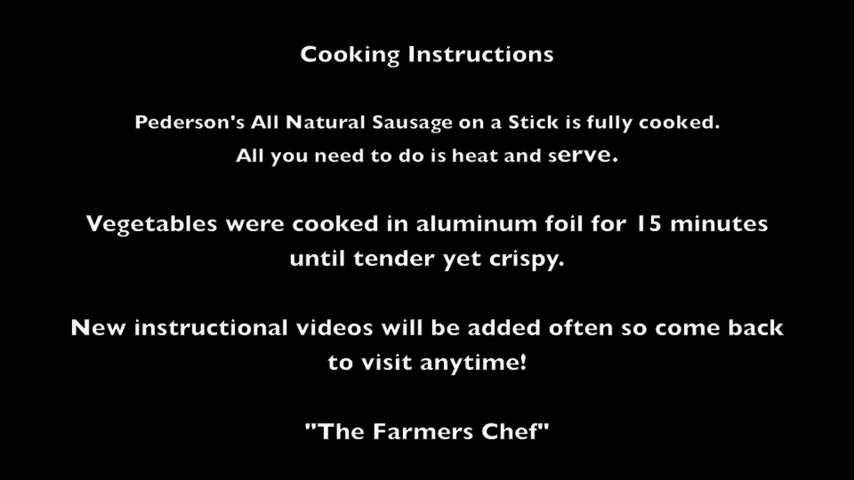 Cooking Instructions
Pederson's All Natural Sausage on a Stick is fully cooked.
All you need to do is heat and serve.
Vegetables were cooked in aluminum foil for 15 minutes
until tender yet crispy.
New instructional videos will be added often so come back
to visit anytime!
"The Farmers Chef"